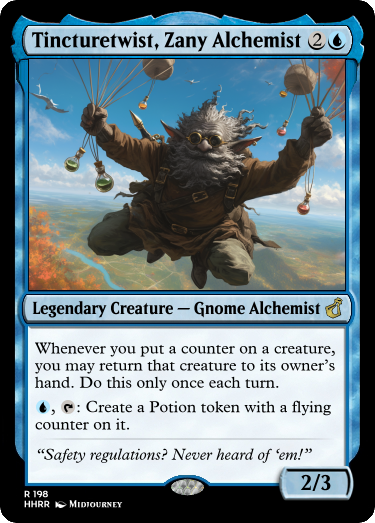 Tincturetwist, Zany Alchemist 2
Legendary Creature — Gnome Alchemist
Whenever you put a counter on a creature,
you may return that creature to its owner's
hand. Do this only once each turn.
, : Create a Potion token with a flying
counter on it.
“Safety regulations? Never heard of ‘em!”
2/3
R 198
HHRR MIDJOURNEY